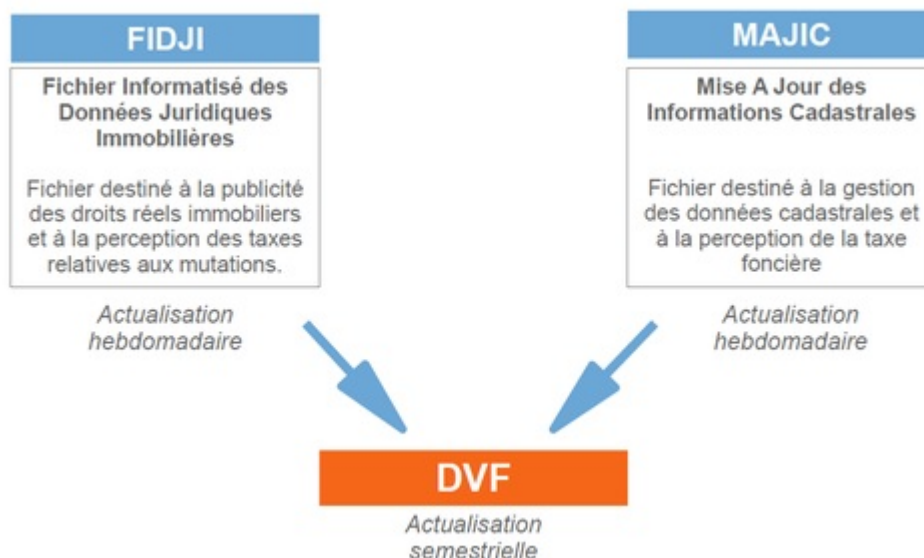 FIDJI
Fichier Informatisé des
Données Juridiques
Immobilières
Fichier destiné à la publicité
des droits réels immobiliers
et à la perception des taxes
relatives aux mutations.
Actualisation
hebdomadaire
MAJIC
Mise A Jour des
Informations Cadastrales
Fichier destiné à la gestion
des données cadastrales et
à la perception de la taxe
foncière
Actualisation
hebdomadaire
DVF
Actualisation
semestrielle